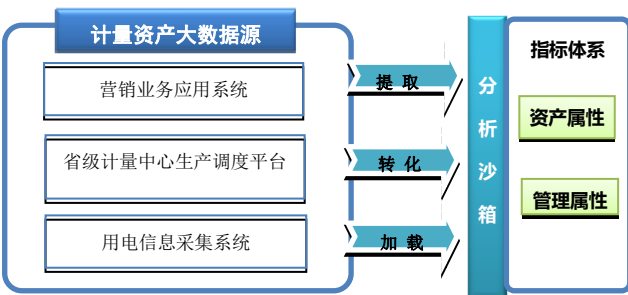 计量资产大数据源
营销业务应用系统
省级计量中心生产调度平台
用电信息采集系统
提 取
转 化
加 载
分析沙箱
指标体系
资产属性
管理属性